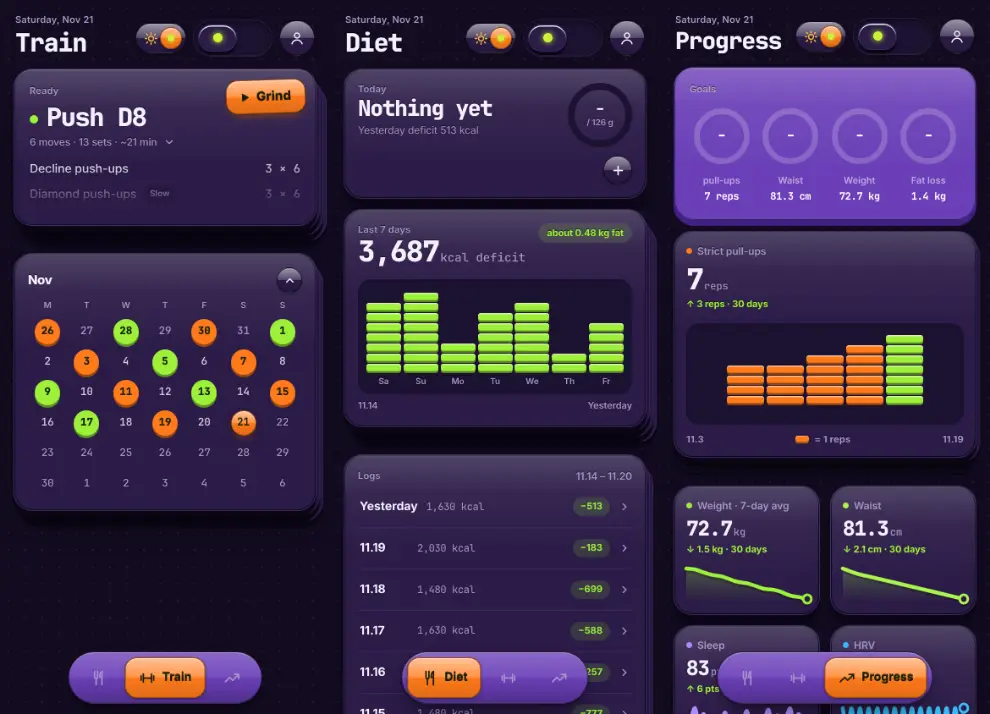 Saturday, Nov 21
Train
Ready
Grind
Push D8
6 moves · 13 sets · ~21 min
Decline push-ups 3 × 6
Diamond push-ups Slow 3 × 6
Nov
M T W T F S S
26 27 28 29 30 31 1
2 3 4 5 6 7 8
9 10 11 12 13 14 15
16 17 18 19 20 21 22
23 24 25 26 27 28 29
30 1 2 3 4 5 6
Train
Saturday, Nov 21
Diet
Today
Nothing yet
Yesterday deficit 513 kcal
-
/ 126 g
+
Last 7 days
about 0.48 kg fat
3,687 kcal deficit
Sa Su Mo Tu We Th Fr
11.14 Yesterday
Logs 11.14 – 11.20
Yesterday 1,630 kcal −513
11.19 2,030 kcal −183
11.18 1,480 kcal −699
11.17 1,630 kcal −588
11.16 257
11.15 1,480 kcal −777
Diet
Saturday, Nov 21
Progress
Goals
- - - -
pull-ups Waist Weight Fat loss
7 reps 81.3 cm 72.7 kg 1.4 kg
Strict pull-ups
7 reps
↑ 3 reps · 30 days
11.3 = 1 reps 11.19
Weight · 7-day avg
72.7 kg
↓ 1.5 kg · 30 days
Waist
81.3 cm
↓ 2.1 cm · 30 days
Sleep
83
↑ 6 pts
HRV
Progress